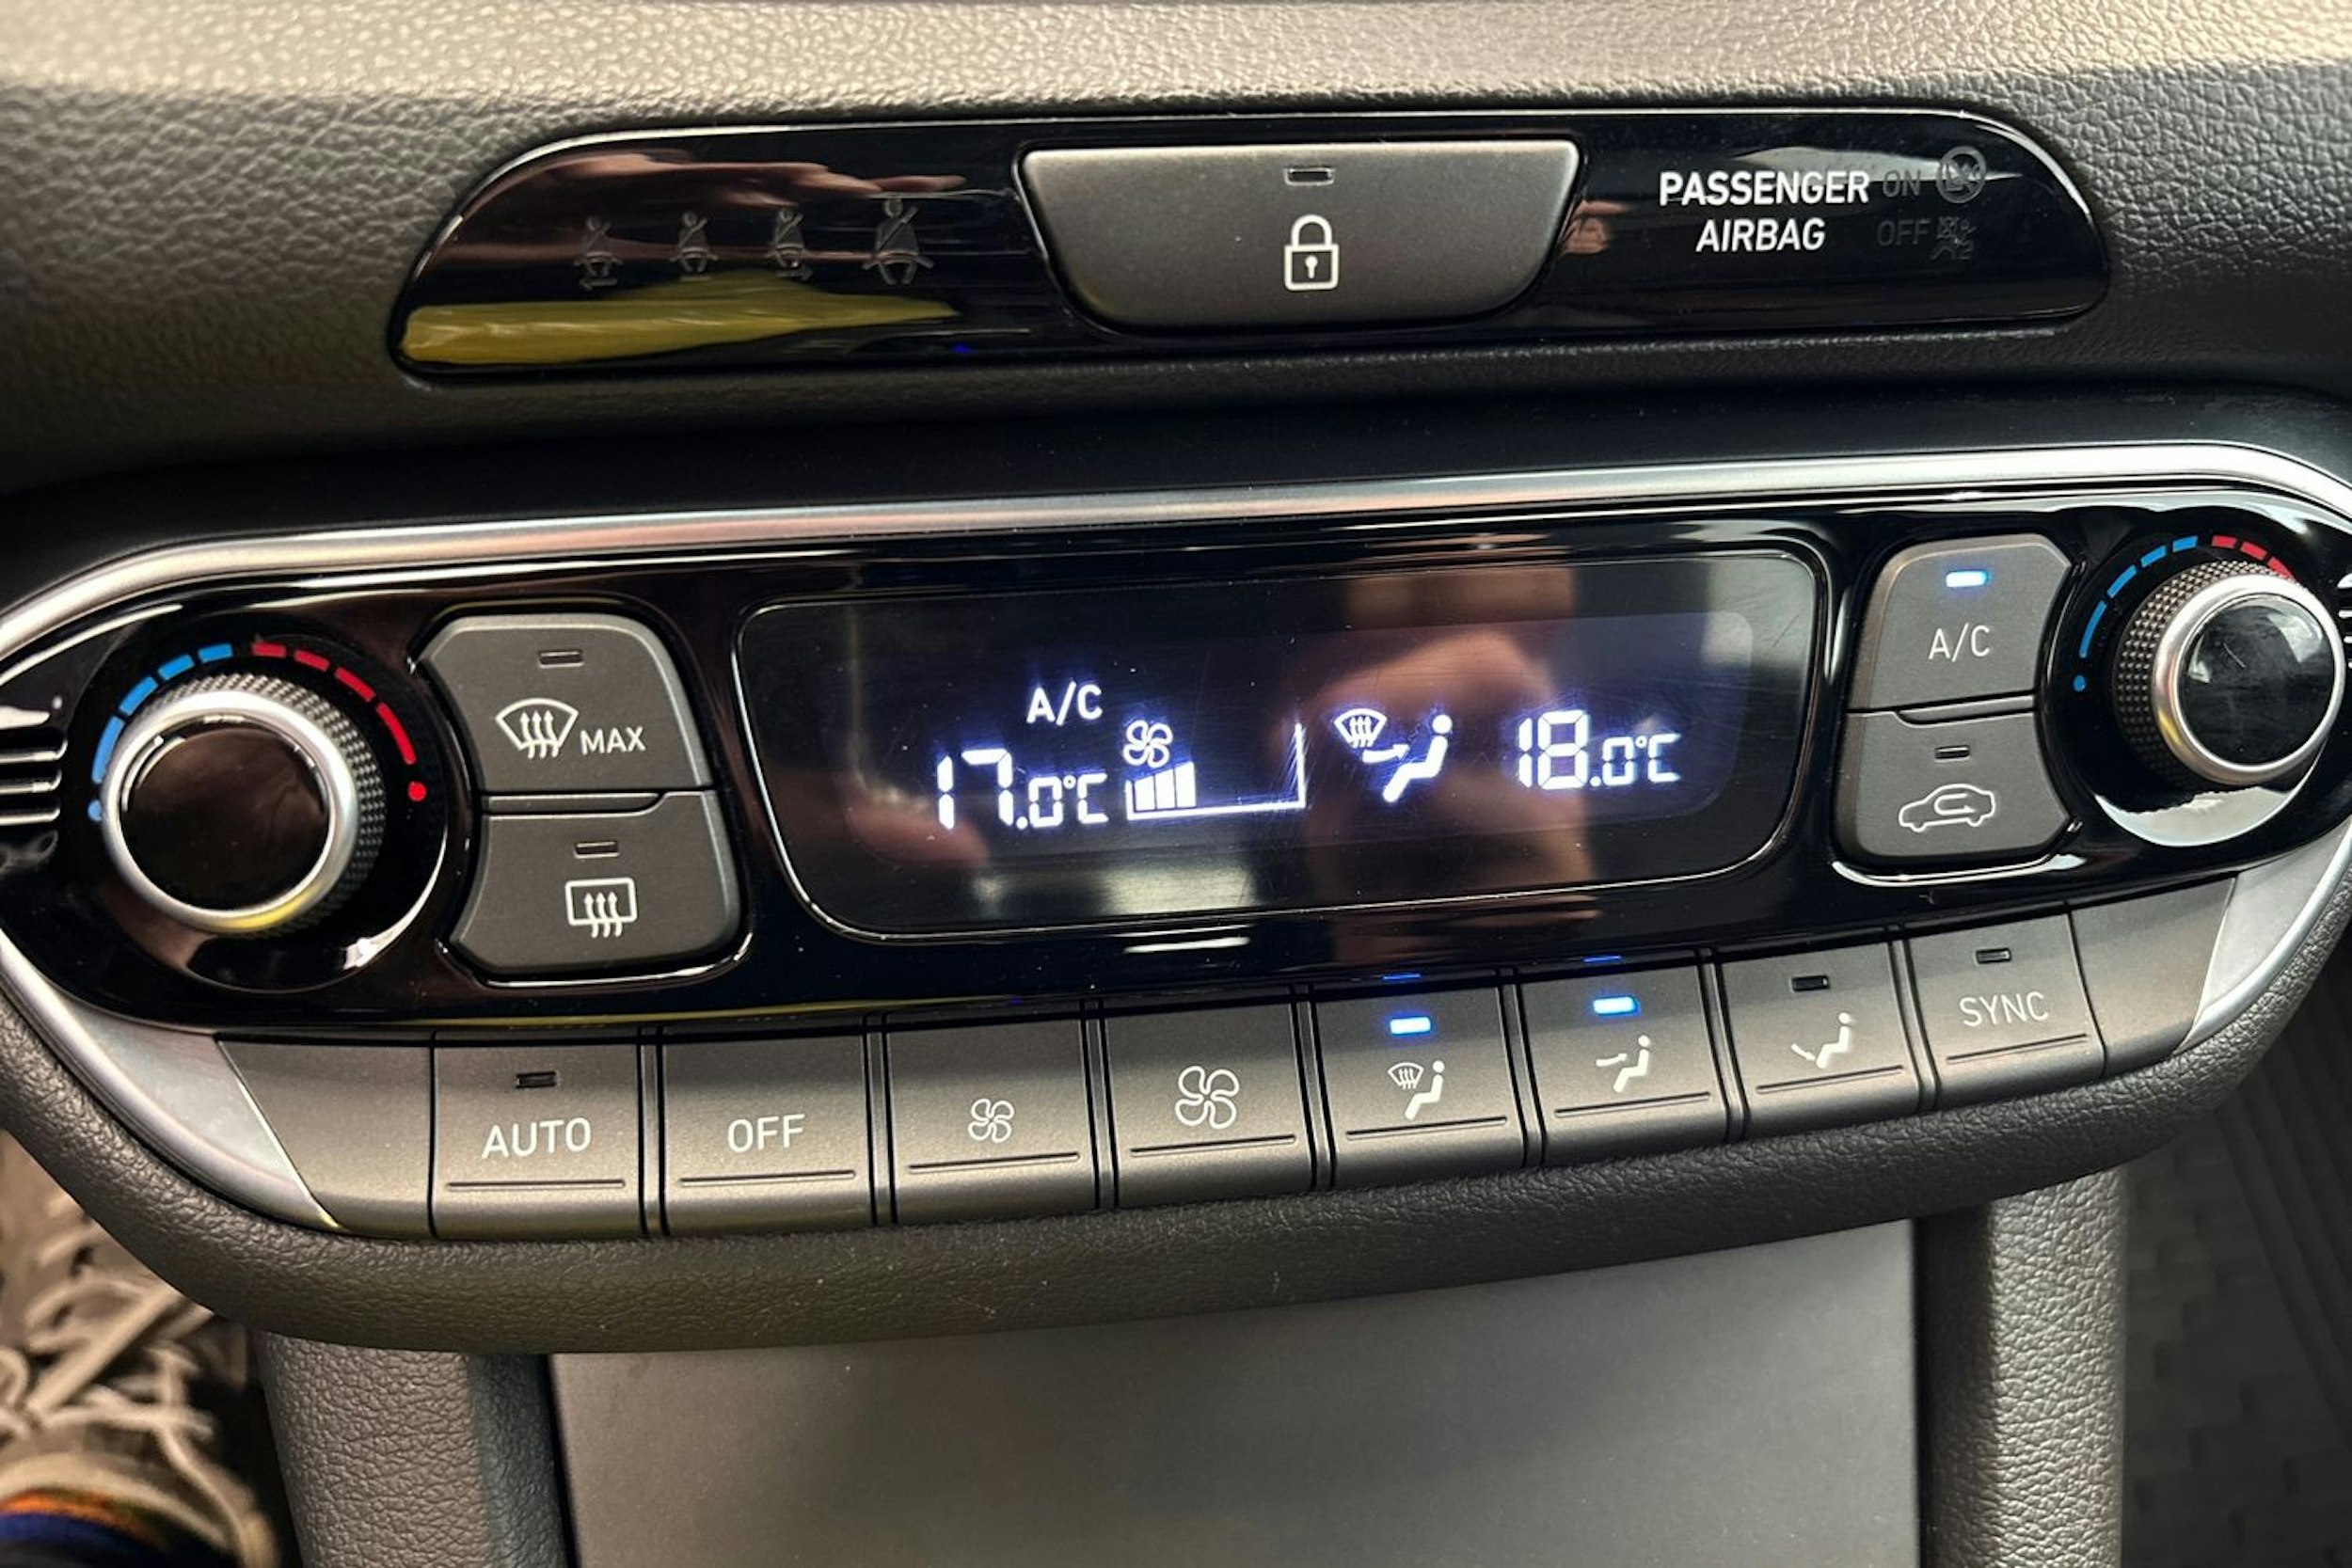 PASSENGER ON
AIRBAG OFF
A/C
MAX
A/C
17.0°C
18.0°C
AUTO
OFF
SYNC